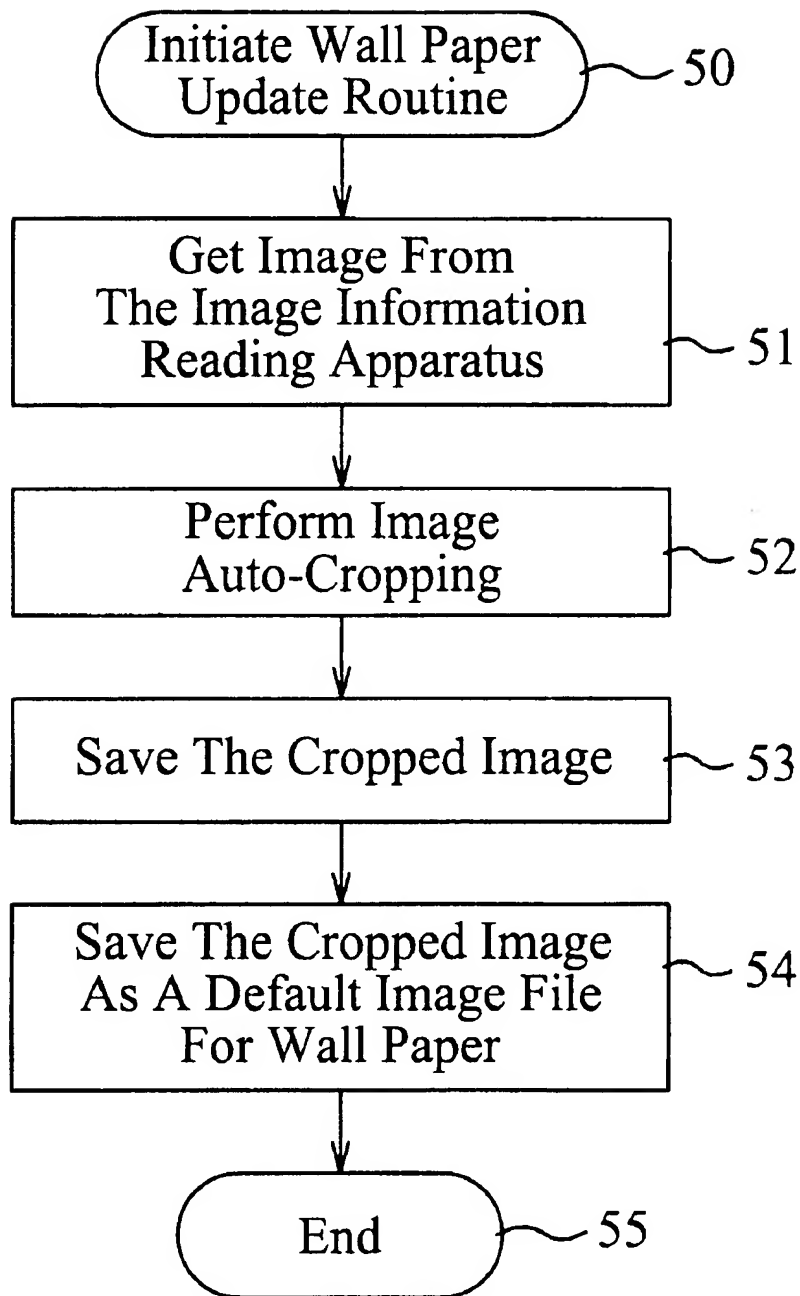 Initiate Wall Paper
Update Routine
50
Get Image From
The Image Information
Reading Apparatus
51
Perform Image
Auto-Cropping
52
Save The Cropped Image
53
Save The Cropped Image
As A Default Image File
For Wall Paper
54
End
55